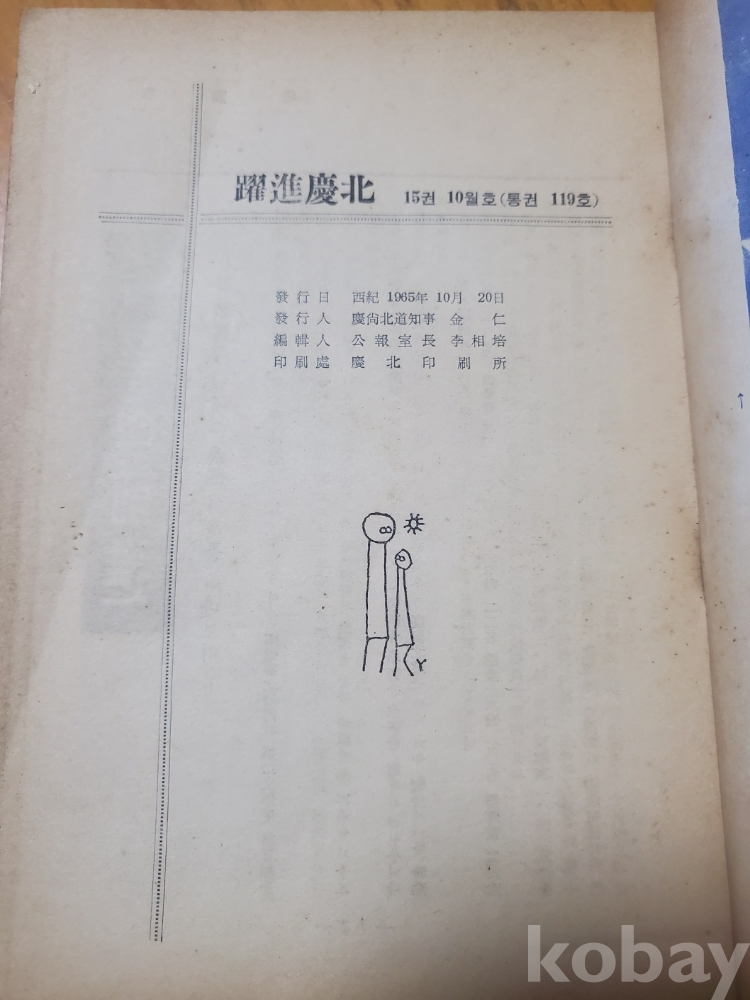 躍進慶北 15권 10월호(통권 119호)
發行日 西紀 1965年 10月 20日
發行人 慶尙北道知事 金仁
編輯人 公報室長 李相培
印刷處 慶北印刷所
kobay